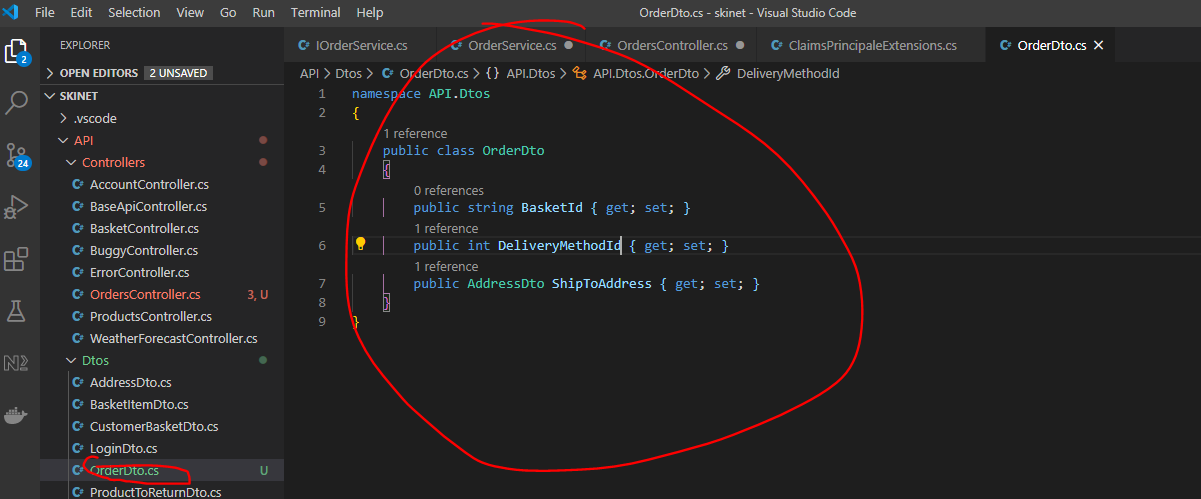 File Edit Selection View Go Run Terminal Help
OrderDto.cs - skinet - Visual Studio Code
EXPLORER
IOrderService.cs
OrderService.cs
OrdersController.cs
ClaimsPrincipaleExtensions.cs
OrderDto.cs
2
OPEN EDITORS 2 UNSAVED
API > Dtos > OrderDto.cs > {} API.Dtos > API.Dtos.OrderDto > DeliveryMethodId
SKINET
.vscode
API
Controllers
AccountController.cs
BaseApiController.cs
BasketController.cs
BuggyController.cs
ErrorController.cs
OrdersController.cs 3, U
ProductsController.cs
WeatherForecastController.cs
Dtos
AddressDto.cs
BasketItemDto.cs
CustomerBasketDto.cs
LoginDto.cs
OrderDto.cs U
ProductToReturnDto.cs
24
1 namespace API.Dtos
2 {
1 reference
3 public class OrderDto
4 {
0 references
5 public string BasketId { get; set; }
1 reference
6 public int DeliveryMethodId { get; set; }
1 reference
7 public AddressDto ShipToAddress { get; set; }
8 }
9 }